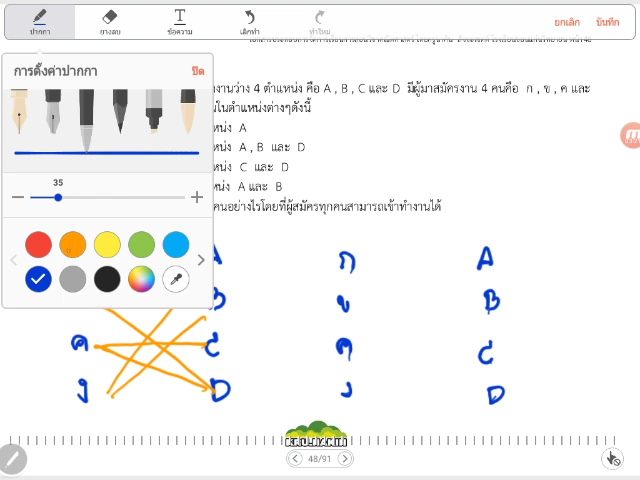 ปากกา ยางลบ ข้อความ เลิกทำ ทำใหม่ ยกเลิก บันทึก
การตั้งค่าปากกา ปิด
งานว่าง 4 ตำแหน่ง คือ A , B , C และ D มีผู้มาสมัครงาน 4 คนคือ ก , ข , ค และ
ในตำแหน่งต่างๆดังนี้
หน่ง A
หน่ง A , B และ D
หน่ง C และ D
หน่ง A และ B
คนอย่างไรโดยที่ผู้สมัครทุกคนสามารถเข้าทำงานได้
35
A ก A
B ข B
ค C ค C
ง D ง D
KRU.MAMIN
48/91